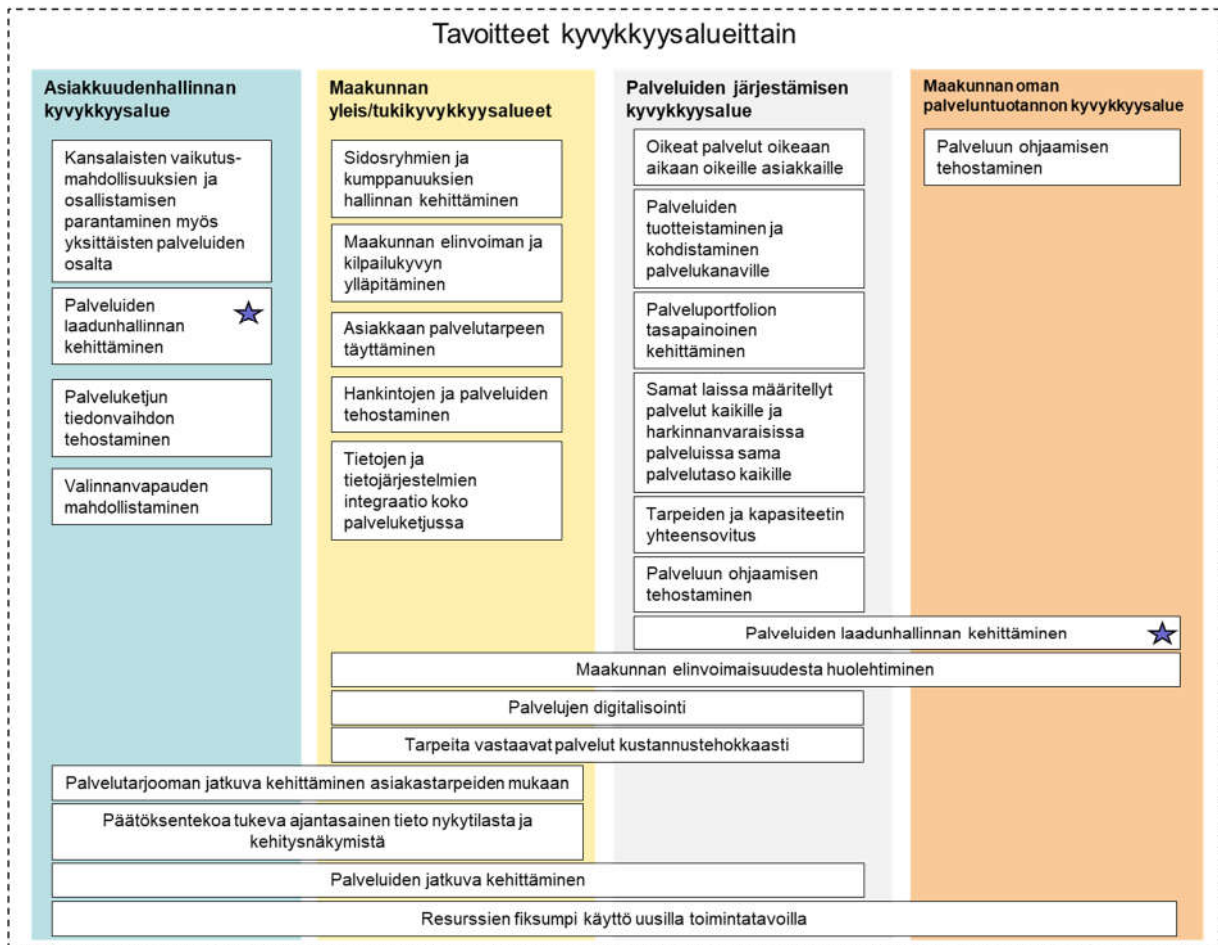 Tavoitteet kyvykkyysalueittain
Asiakkuudenhallinnan
kyvykkyysalue
Kansalaisten vaikutus-
mahdollisuuksien ja
osallistamisen
parantaminen myös
yksittäisten palveluiden
osalta
Palveluiden
laadunhallinnan
kehittäminen
Palveluketjun
tiedonvaihdon
tehostaminen
Valinnanvapauden
mahdollistaminen
Maakunnan
yleis/tukikyvykkyysalueet
Sidosryhmien ja
kumppanuuksien
hallinnan kehittäminen
Maakunnan elinvoiman ja
kilpailukyvyn
ylläpitäminen
Asiakkaan palvelutarpeen
täyttäminen
Hankintojen ja palveluiden
tehostaminen
Tietojen ja
tietojärjestelmien
integraatio koko
palveluketjussa
Palveluiden järjestämisen
kyvykkyysalue
Oikeat palvelut oikeaan
aikaan oikeille asiakkaille
Palveluiden
tuotteistaminen ja
kohdistaminen
palvelukanaville
Palveluportfolion
tasapainoinen
kehittäminen
Samat laissa määritellyt
palvelut kaikille ja
harkinnanvaraisissa
palveluissa sama
palvelutaso kaikille
Tarpeiden ja kapasiteetin
yhteensovitus
Palveluun ohjaamisen
tehostaminen
Maakunnan oman
palveluntuotannon kyvykkyysalue
Palveluun ohjaamisen
tehostaminen
Palveluiden laadunhallinnan kehittäminen
Maakunnan elinvoimaisuudesta huolehtiminen
Palvelujen digitalisointi
Tarpeita vastaavat palvelut kustannustehokkaasti
Palvelutarjooman jatkuva kehittäminen asiakastarpeiden mukaan
Päätöksentekoa tukeva ajantasainen tieto nykytilasta ja
kehitysnäkymistä
Palveluiden jatkuva kehittäminen
Resurssien fiksumpi käyttö uusilla toimintatavoilla